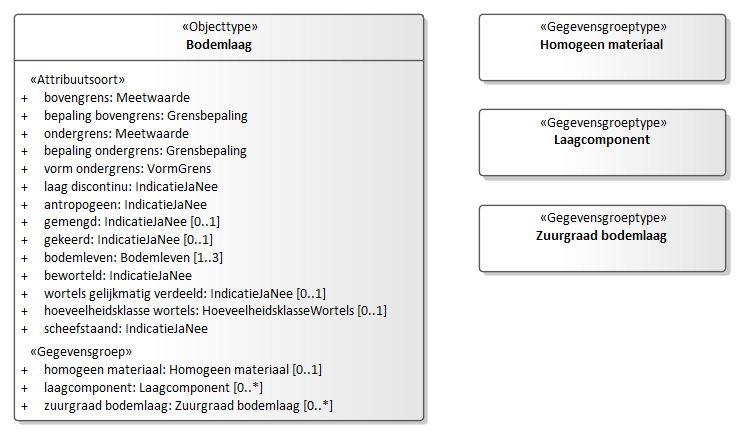 «Objecttype»
Bodemlaag
«Attribuutsoort»
+ bovengrens: Meetwaarde
+ bepaling bovengrens: Grensbepaling
+ ondergrens: Meetwaarde
+ bepaling ondergrens: Grensbepaling
+ vorm ondergrens: VormGrens
+ laag discontinu: IndicatieJaNee
+ antropogeen: IndicatieJaNee
+ gemengd: IndicatieJaNee [0..1]
+ gekeerd: IndicatieJaNee [0..1]
+ bodemleven: Bodemleven [1..3]
+ beworteld: IndicatieJaNee
+ wortels gelijkmatig verdeeld: IndicatieJaNee [0..1]
+ hoeveelheidsklasse wortels: HoeveelheidsklasseWortels [0..1]
+ scheefstaand: IndicatieJaNee
«Gegevensgroep»
+ homogeen materiaal: Homogeen materiaal [0..1]
+ laagcomponent: Laagcomponent [0..*]
+ zuurgraad bodemlaag: Zuurgraad bodemlaag [0..*]
«Gegevensgroeptype»
Homogeen materiaal
«Gegevensgroeptype»
Laagcomponent
«Gegevensgroeptype»
Zuurgraad bodemlaag